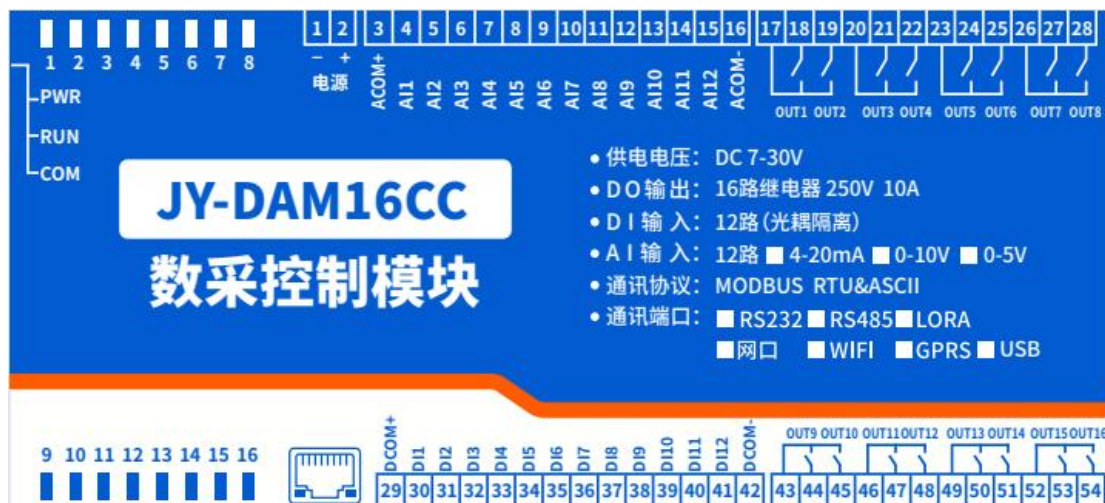 1 2 3 4 5 6 7 8
1 2 3 4 5 6 7 8 9 10 11 12 13 14 15 16 17 18 19 20 21 22 23 24 25 26 27 28
− +
电源
ACOM+ AI1 AI2 AI3 AI4 AI5 AI6 AI7 AI8 AI9 AI10 AI11 AI12 ACOM-
OUT1 OUT2 OUT3 OUT4 OUT5 OUT6 OUT7 OUT8
PWR
RUN
COM
JY-DAM16CC
数采控制模块
• 供电电压： DC 7-30V
• DO输出： 16路继电器 250V 10A
• DI输入： 12路(光耦隔离)
• AI输入： 12路 ■ 4-20mA ■ 0-10V ■ 0-5V
• 通讯协议： MODBUS RTU&ASCII
• 通讯端口： ■ RS232 ■ RS485 ■ LORA
■ 网口 ■ WIFI ■ GPRS ■ USB
9 10 11 12 13 14 15 16
DCOM+ DI1 DI2 DI3 DI4 DI5 DI6 DI7 DI8 DI9 DI10 DI11 DI12 DCOM-
OUT9 OUT10 OUT11 OUT12 OUT13 OUT14 OUT15 OUT16
29 30 31 32 33 34 35 36 37 38 39 40 41 42 43 44 45 46 47 48 49 50 51 52 53 54